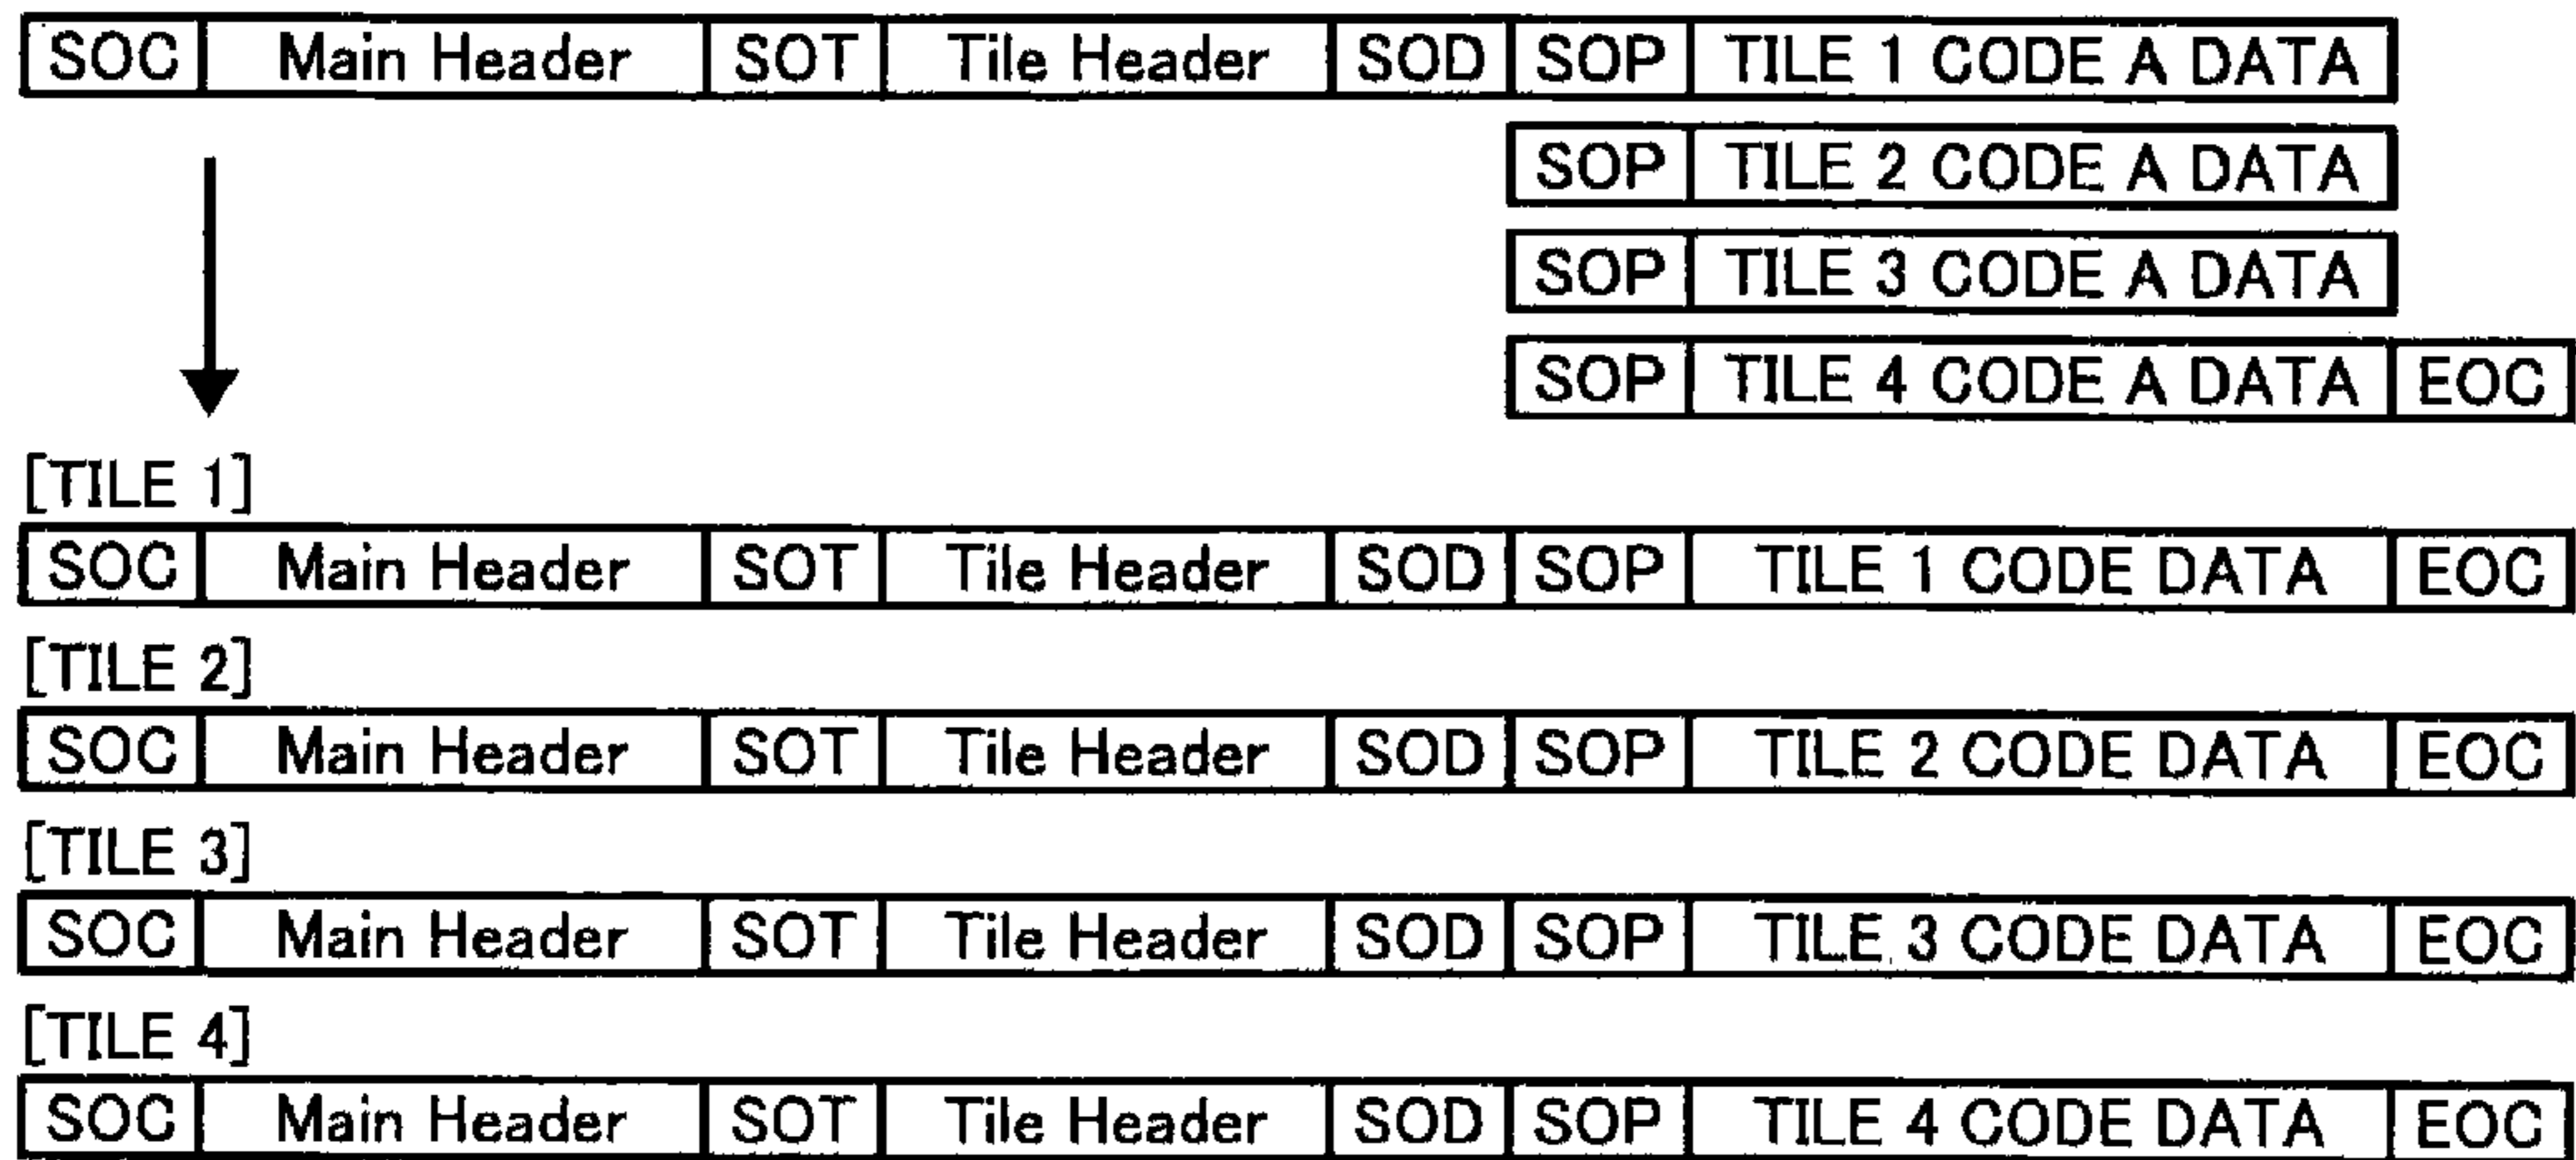 SOC Main Header SOT Tile Header SOD SOP TILE 1 CODE A DATA
SOP TILE 2 CODE A DATA
SOP TILE 3 CODE A DATA
SOP TILE 4 CODE A DATA EOC
[TILE 1]
SOC Main Header SOT Tile Header SOD SOP TILE 1 CODE DATA EOC
[TILE 2]
SOC Main Header SOT Tile Header SOD SOP TILE 2 CODE DATA EOC
[TILE 3]
SOC Main Header SOT Tile Header SOD SOP TILE 3 CODE DATA EOC
[TILE 4]
SOC Main Header SOT Tile Header SOD SOP TILE 4 CODE DATA EOC